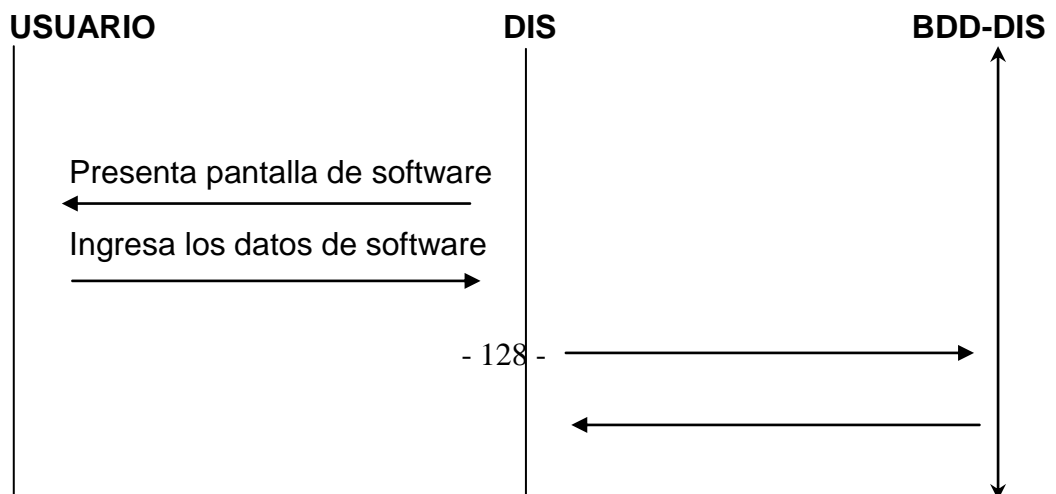 USUARIO DIS BDD-DIS
Presenta pantalla de software
Ingresa los datos de software
- 128 -